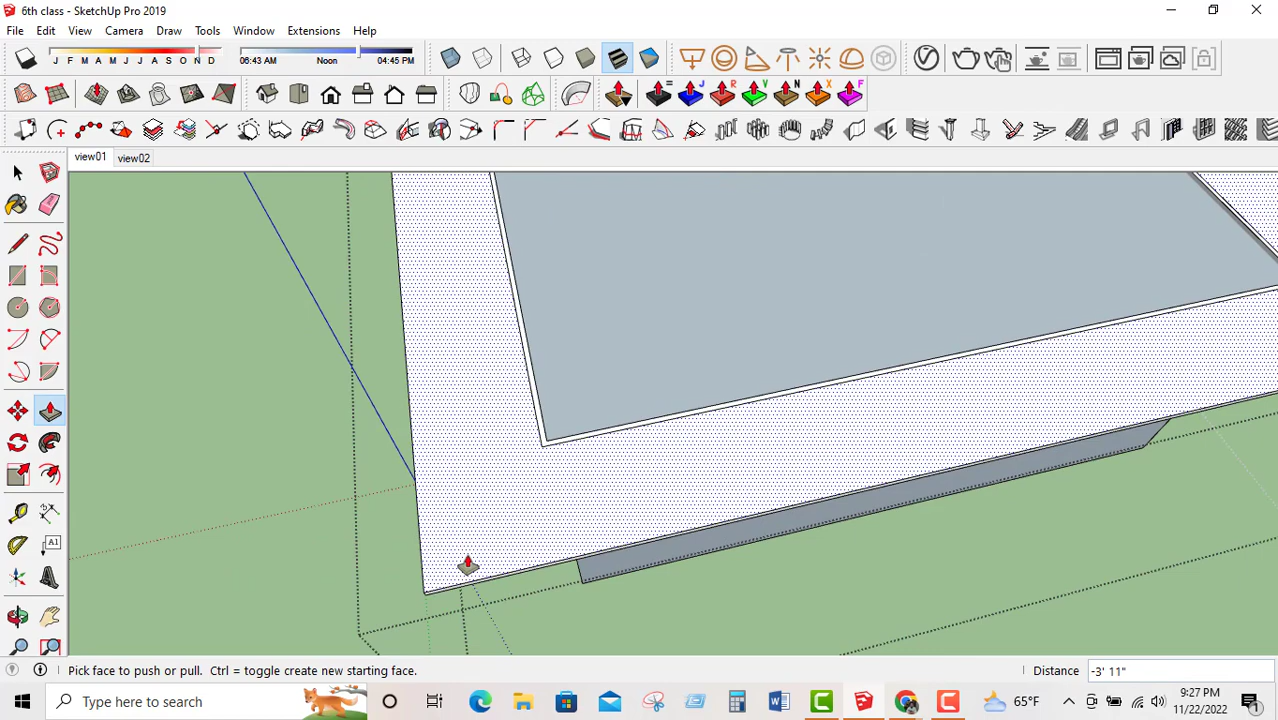 6th class - SketchUp Pro 2019
File Edit View Camera Draw Tools Window Extensions Help
J F M A M J J A S O N D 06:43 AM Noon 04:45 PM
= J R V N X F
view01 view02
A1
Pick face to push or pull. Ctrl = toggle create new starting face. Distance -3' 11"
Type here to search 65°F 9:27 PM
11/22/2022 1